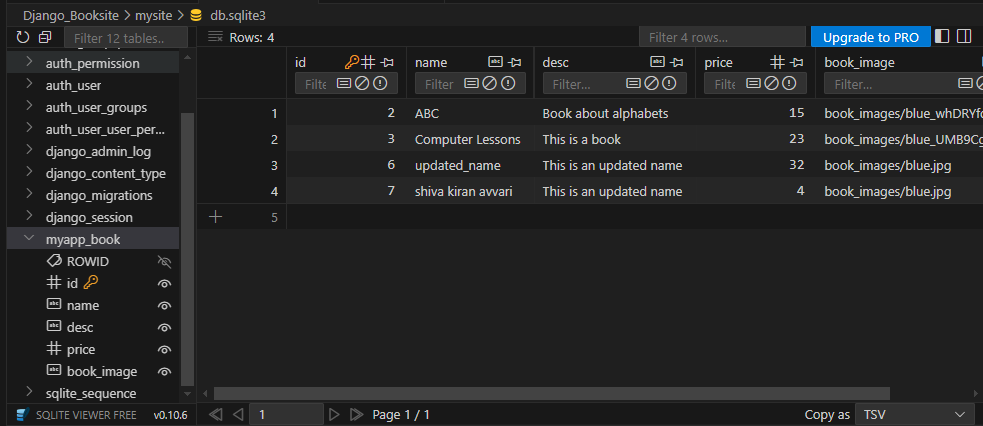 Django_Booksite > mysite > db.sqlite3
Filter 12 tables..
Rows: 4
Filter 4 rows...
Upgrade to PRO
auth_permission
auth_user
auth_user_groups
auth_user_user_per...
django_admin_log
django_content_type
django_migrations
django_session
myapp_book
ROWID
id
name
desc
price
book_image
sqlite_sequence
id name desc price book_image
Filte Filter Filter... Filter Filter...
1 2 ABC Book about alphabets 15 book_images/blue_whDRYf
2 3 Computer Lessons This is a book 23 book_images/blue_UMB9Cg
3 6 updated_name This is an updated name 32 book_images/blue.jpg
4 7 shiva kiran avvari This is an updated name 4 book_images/blue.jpg
5
SQLITE VIEWER FREE v0.10.6
1 Page 1 / 1
Copy as TSV